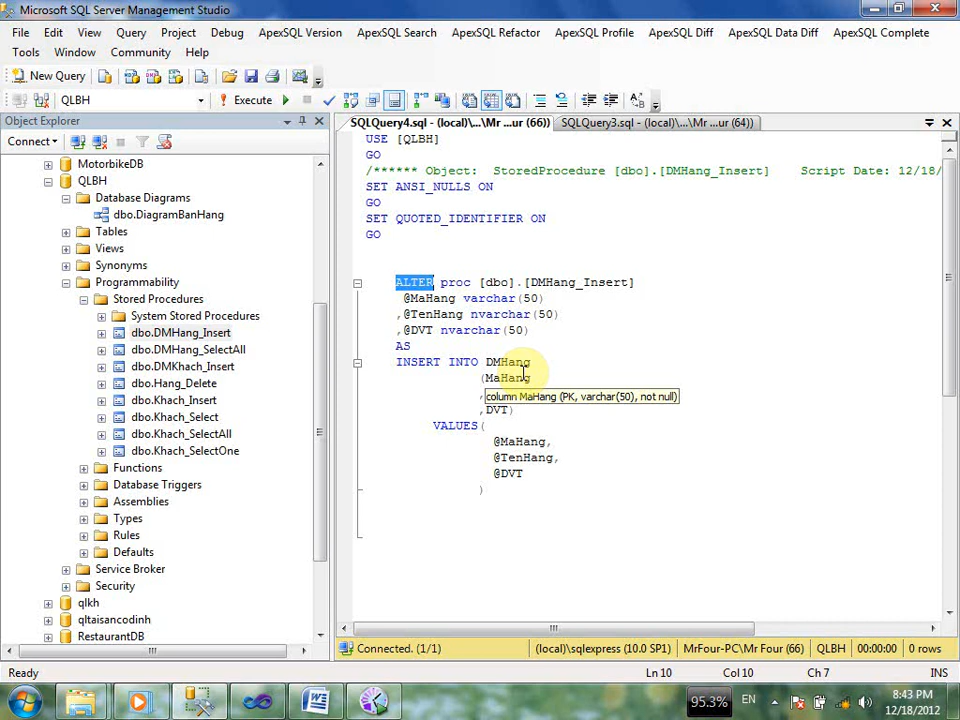 Microsoft SQL Server Management Studio
File Edit View Query Project Debug ApexSQL Version ApexSQL Search ApexSQL Refactor ApexSQL Profile ApexSQL Diff ApexSQL Data Diff ApexSQL Complete
Tools Window Community Help
New Query
QLBH Execute
Object Explorer
Connect
MotorbikeDB
QLBH
Database Diagrams
dbo.DiagramBanHang
Tables
Views
Synonyms
Programmability
Stored Procedures
System Stored Procedures
dbo.DMHang_Insert
dbo.DMHang_SelectAll
dbo.DMKhach_Insert
dbo.Hang_Delete
dbo.Khach_Insert
dbo.Khach_Select
dbo.Khach_SelectAll
dbo.Khach_SelectOne
Functions
Database Triggers
Assemblies
Types
Rules
Defaults
Service Broker
Security
qlkh
qltaisancodinh
RestaurantDB
SQLQuery4.sql - (local)\...\Mr ...ur (66)) SQLQuery3.sql - (local)\...\Mr ...ur (64))
USE [QLBH]
GO
/****** Object: StoredProcedure [dbo].[DMHang_Insert] Script Date: 12/18/
SET ANSI_NULLS ON
GO
SET QUOTED_IDENTIFIER ON
GO
ALTER proc [dbo].[DMHang_Insert]
@MaHang varchar(50)
,@TenHang nvarchar(50)
,@DVT nvarchar(50)
AS
INSERT INTO DMHang
(MaHang
,
column MaHang (PK, varchar(50), not null)
,DVT)
VALUES(
@MaHang,
@TenHang,
@DVT
)
Connected. (1/1) (local)\sqlexpress (10.0 SP1) MrFour-PC\Mr Four (66) QLBH 00:00:00 0 rows
Ready Ln 10 Col 10 Ch 7 INS
95.3% EN 8:43 PM
12/18/2012